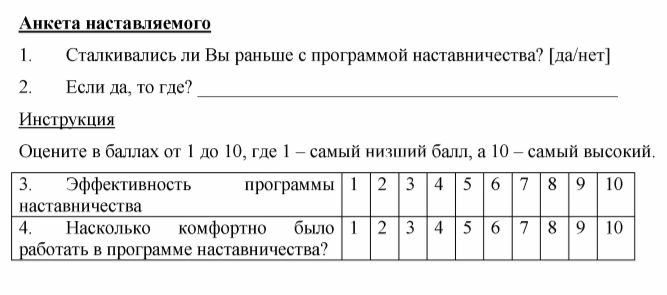 Анкета наставляемого
1. Сталкивались ли Вы раньше с программой наставничества? [да/нет]
2. Если да, то где? ________________________________
Инструкция
Оцените в баллах от 1 до 10, где 1 – самый низший балл, а 10 – самый высокий.
3. Эффективность программы 1 2 3 4 5 6 7 8 9 10
наставничества
4. Насколько комфортно было 1 2 3 4 5 6 7 8 9 10
работать в программе наставничества?